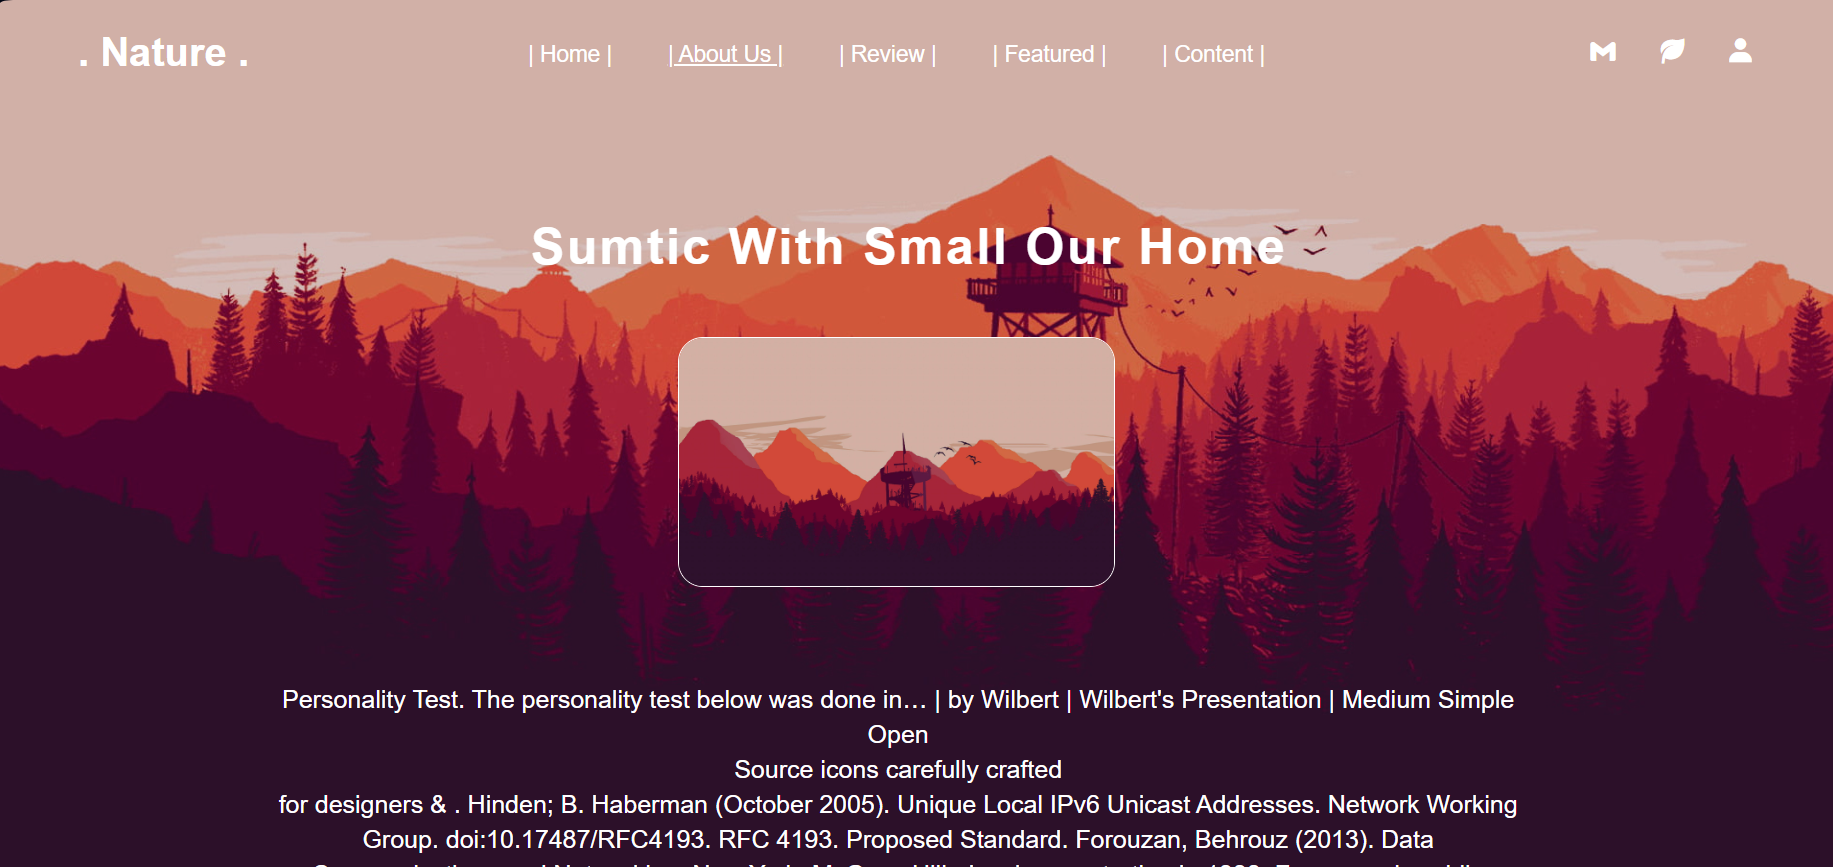 . Nature .
| Home | | About Us | | Review | | Featured | | Content |
Sumtic With Small Our Home
Personality Test. The personality test below was done in… | by Wilbert | Wilbert's Presentation | Medium Simple
Open
Source icons carefully crafted
for designers & . Hinden; B. Haberman (October 2005). Unique Local IPv6 Unicast Addresses. Network Working
Group. doi:10.17487/RFC4193. RFC 4193. Proposed Standard. Forouzan, Behrouz (2013). Data